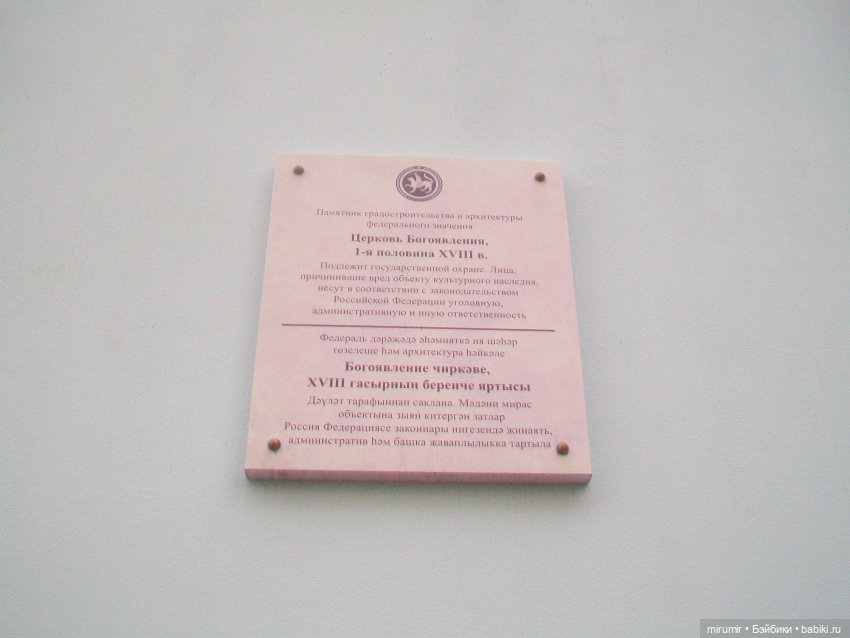 Памятник градостроительства и архитектуры
федерального значения
Церковь Богоявления,
1-я половина XVIII в.
Подлежит государственной охране. Лица,
причинившие вред объекту культурного наследия,
несут в соответствии с законодательством
Российской Федерации уголовную,
административную и иную ответственность
Федераль дәрәҗәдә әһәмияткә ия шәһәр
төзелеше һәм архитектура һәйкәле
Богоявление чиркәве,
XVIII гасырның беренче яртысы
Дәүләт тарафыннан саклана. Мәдәни мирас
объектына зыян китергән затлар
Россия Федерациясе законнары нигезендә җинаять,
административ һәм башка җаваплылыкка тартыла
mirumir • Бэйбики • babiki.ru